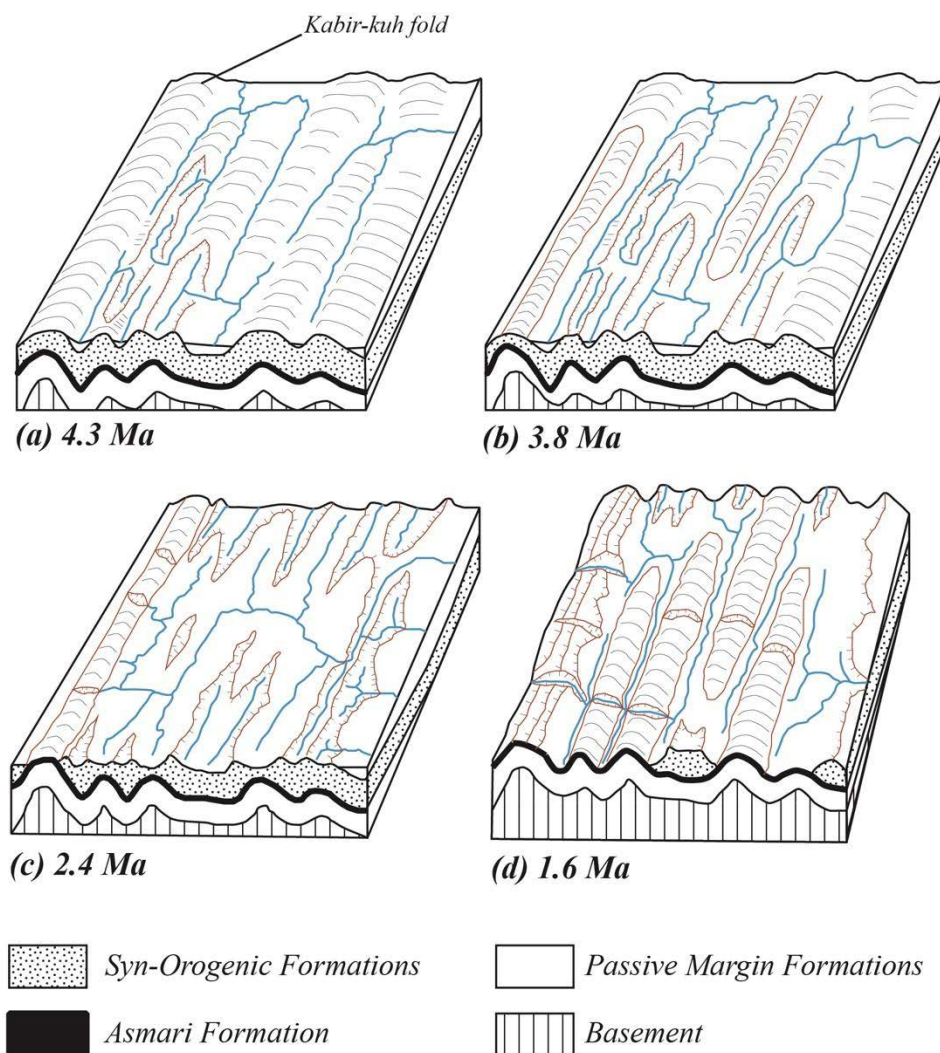 Kabir-kuh fold
(a) 4.3 Ma
(b) 3.8 Ma
(c) 2.4 Ma
(d) 1.6 Ma
Syn-Orogenic Formations
Passive Margin Formations
Asmari Formation
Basement